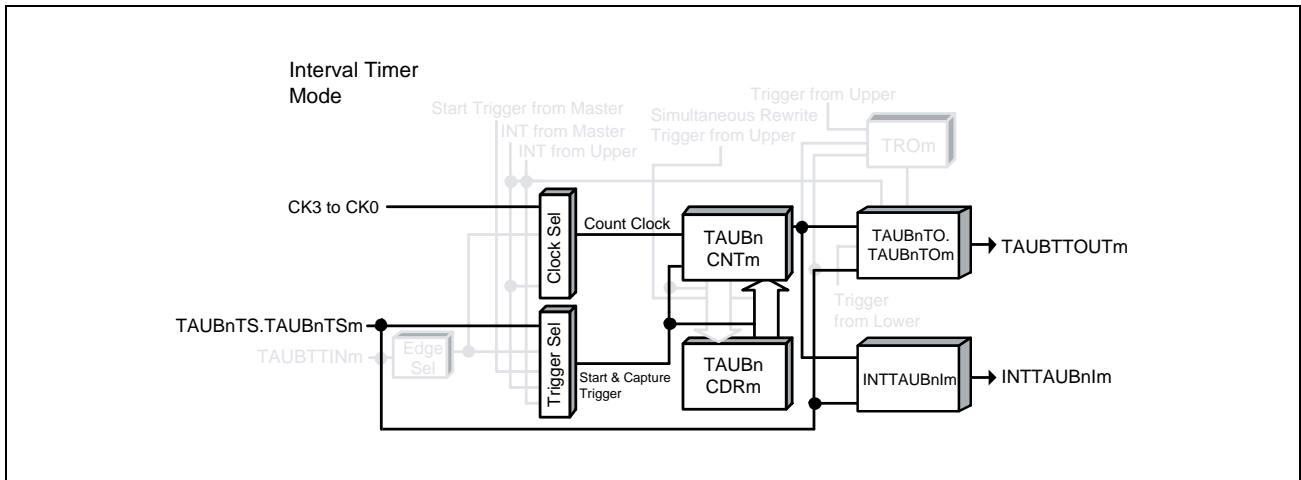 Interval Timer
Mode
Start Trigger from Master
INT from Master
INT from Upper
Simultaneous Rewrite
Trigger from Upper
Trigger from Upper
TROm
CK3 to CK0
Clock Sel
Count Clock
TAUBn
CNTm
TAUBnTO.
TAUBnTOm
TAUBTTOUTm
Trigger
from Lower
TAUBnTS.TAUBnTSm
TAUBTTINm
Edge
Sel
Trigger Sel
Start & Capture
Trigger
TAUBn
CDRm
INTTAUBnIm
INTTAUBnIm